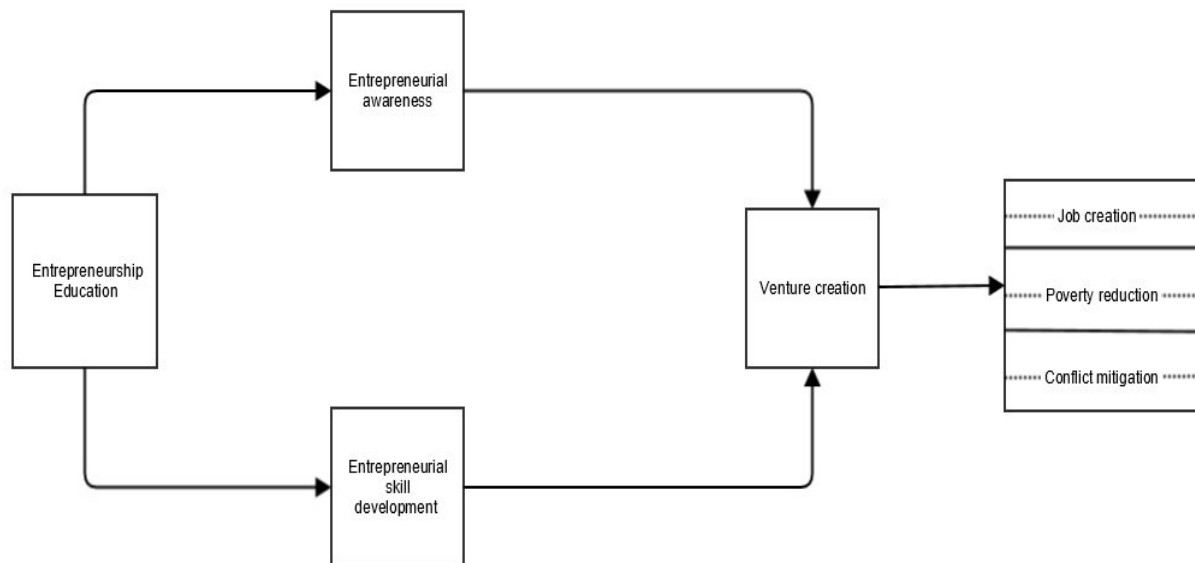 Entrepreneurial
awareness
Entrepreneurship
Education
Entrepreneurial
skill
development
Venture creation
Job creation
Poverty reduction
Conflict mitigation